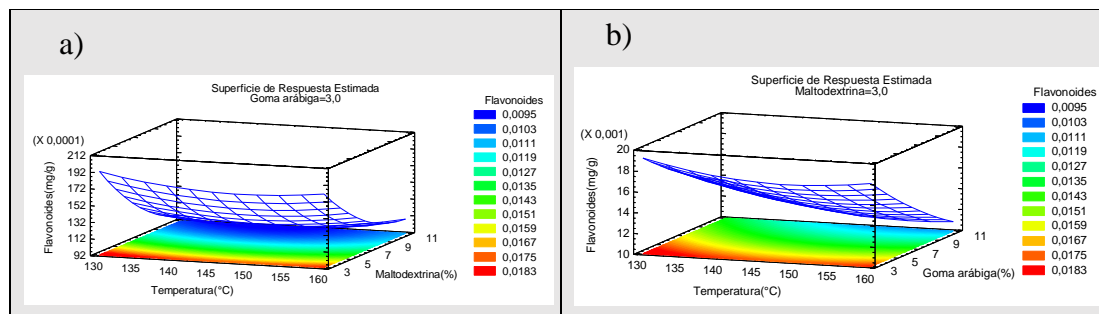 a)
Superficie de Respuesta Estimada
Goma arábiga=3,0
(X 0,0001)
212
192
172
152
132
112
92
Flavonoides(mg/g)
130 135 140 145 150 155 160
Temperatura(°C)
3 5 7 9 11
Maltodextrina(%)
Flavonoides
0,0095
0,0103
0,0111
0,0119
0,0127
0,0135
0,0143
0,0151
0,0159
0,0167
0,0175
0,0183
b)
Superficie de Respuesta Estimada
Maltodextrina=3,0
(X 0,001)
20
18
16
14
12
10
Flavonoides(mg/g)
130 135 140 145 150 155 160
Temperatura(°C)
3 5 7 9 11
Goma arábiga(%)
Flavonoides
0,0095
0,0103
0,0111
0,0119
0,0127
0,0135
0,0143
0,0151
0,0159
0,0167
0,0175
0,0183